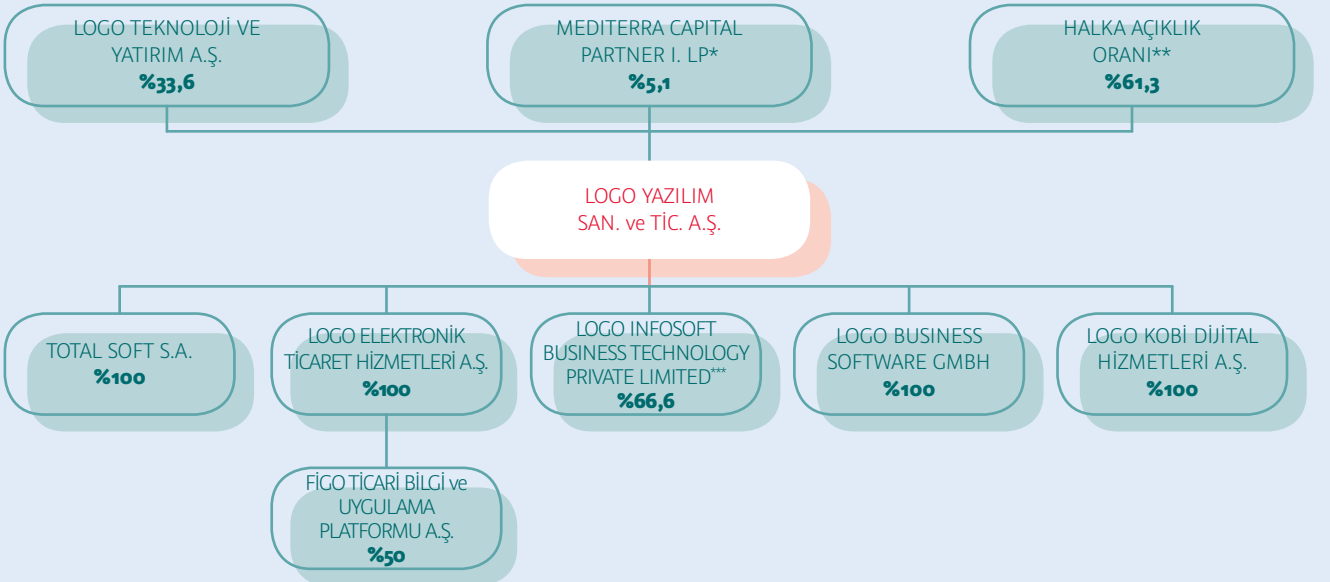 LOGO TEKNOLOJİ VE
YATIRIM A.Ş.
%33,6
MEDITERRA CAPITAL
PARTNER I. LP*
%5,1
HALKA AÇIKLIK
ORANI**
%61,3
LOGO YAZILIM
SAN. ve TİC. A.Ş.
TOTAL SOFT S.A.
%100
LOGO ELEKTRONİK
TİCARET HİZMETLERİ A.Ş.
%100
LOGO INFOSOFT
BUSINESS TECHNOLOGY
PRIVATE LIMITED***
%66,6
LOGO BUSINESS
SOFTWARE GMBH
%100
LOGO KOBİ DİJİTAL
HİZMETLERİ A.Ş.
%100
FİGO TİCARİ BİLGİ ve
UYGULAMA
PLATFORMU A.Ş.
%50